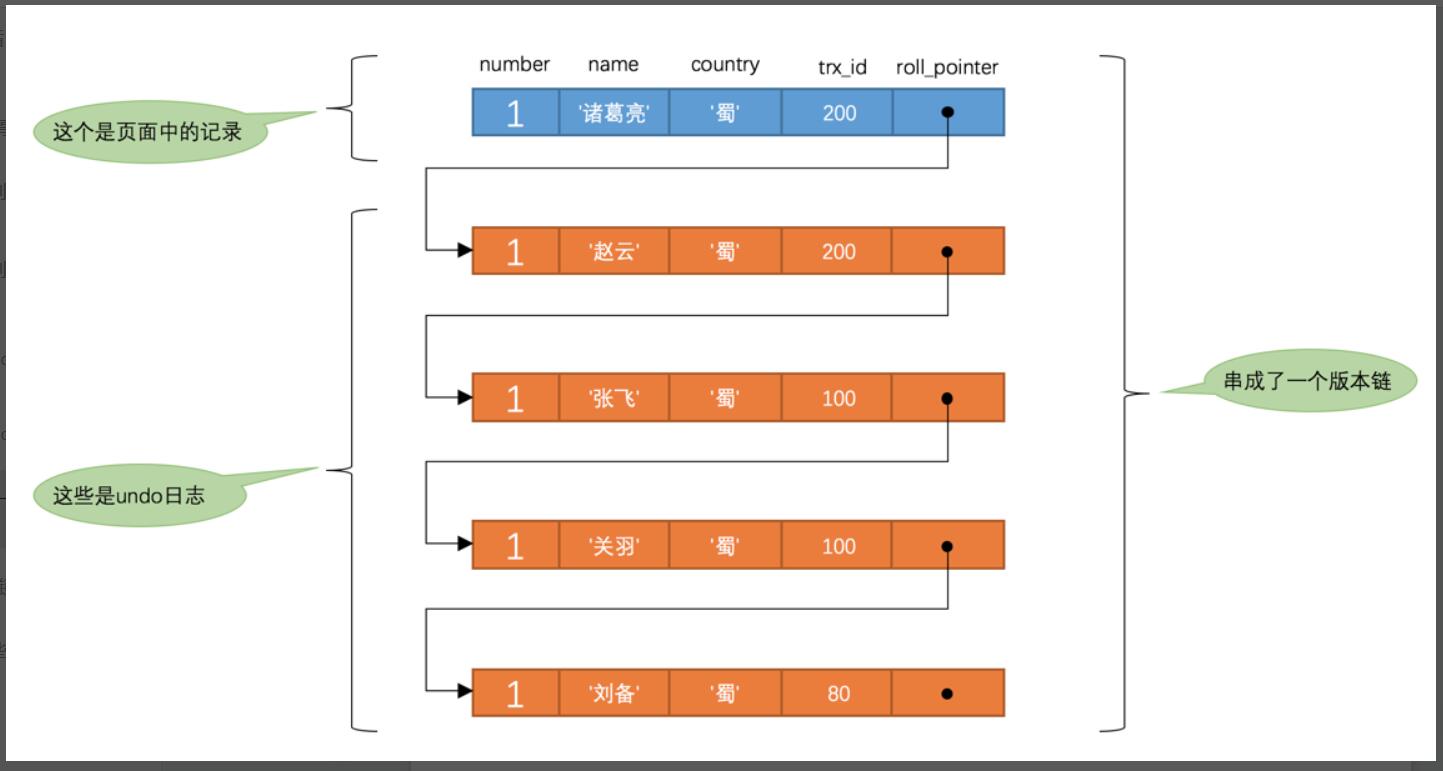 number name country trx_id roll_pointer
1 '诸葛亮' '蜀' 200
这个是页面中的记录
1 '赵云' '蜀' 200
1 '张飞' '蜀' 100
串成了一个版本链
这些是undo日志
1 '关羽' '蜀' 100
1 '刘备' '蜀' 80